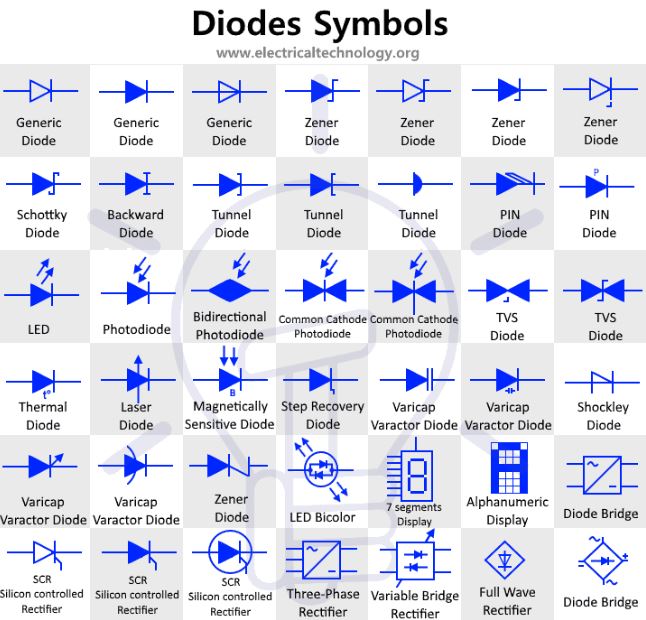 Diodes Symbols
www.electricaltechnology.org
Generic
Diode
Generic
Diode
Generic
Diode
Zener
Diode
Zener
Diode
Zener
Diode
Zener
Diode
P
Schottky
Diode
Backward
Diode
Tunnel
Diode
Tunnel
Diode
Tunnel
Diode
PIN
Diode
PIN
Diode
LED
Photodiode
Bidirectional
Photodiode
Common Cathode
Photodiode
Common Cathode
Photodiode
TVS
Diode
TVS
Diode
t°
Thermal
Diode
Laser
Diode
B
Magnetically
Sensitive Diode
Step Recovery
Diode
Varicap
Varactor Diode
Varicap
Varactor Diode
Shockley
Diode
Varicap
Varactor Diode
Varicap
Varactor Diode
Zener
Diode
LED Bicolor
7 segments
Display
Alphanumeric
Display
Diode Bridge
SCR
Silicon controlled
Rectifier
SCR
Silicon controlled
Rectifier
SCR
Silicon controlled
Rectifier
Three-Phase
Rectifier
Variable Bridge
Rectifier
Full Wave
Rectifier
Diode Bridge